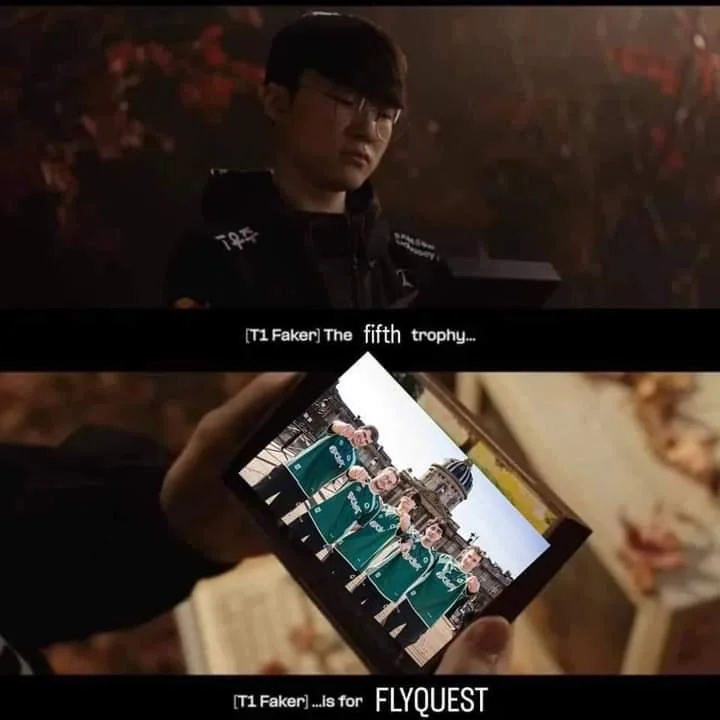 [T1 Faker] The fifth trophy...
[T1 Faker] ...is for FLYQUEST